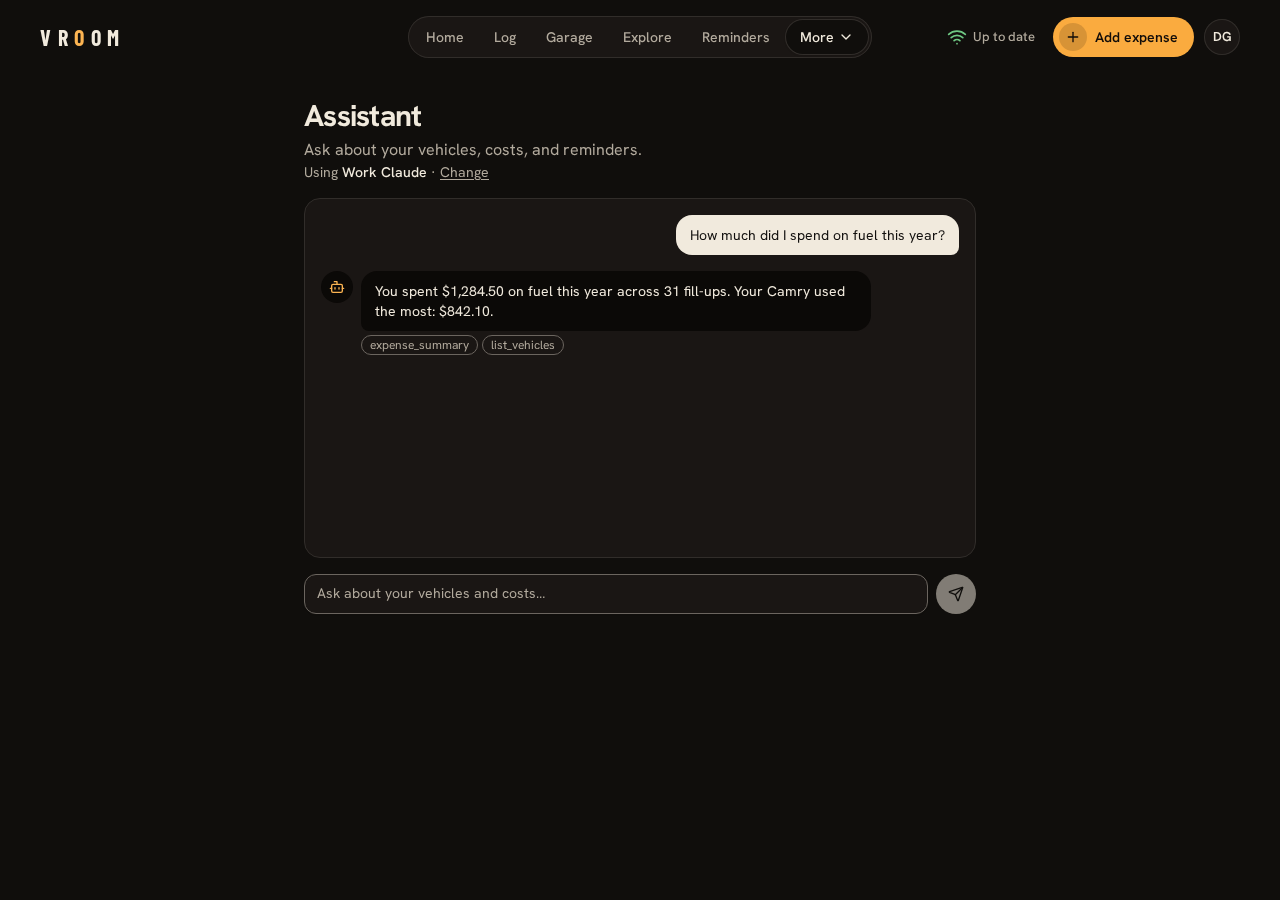 VROOM
Home Log Garage Explore Reminders More
Up to date
Add expense
DG
Assistant
Ask about your vehicles, costs, and reminders.
Using Work Claude · Change
How much did I spend on fuel this year?
You spent $1,284.50 on fuel this year across 31 fill-ups. Your Camry used
the most: $842.10.
expense_summary list_vehicles
Ask about your vehicles and costs...